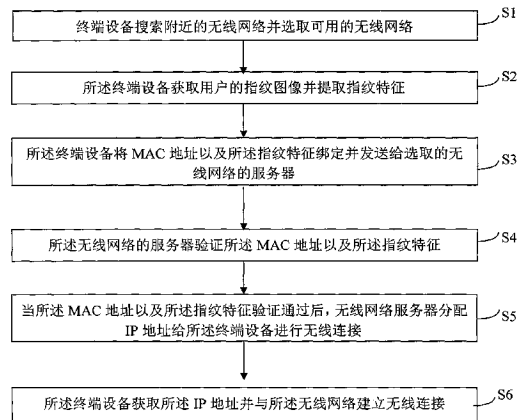 终端设备搜索附近的无线网络并选取可用的无线网络
S1
所述终端设备获取用户的指纹图像并提取指纹特征
S2
所述终端设备将 MAC 地址以及所述指纹特征绑定并发送给选取的无
线网络的服务器
S3
所述无线网络的服务器验证所述 MAC 地址以及所述指纹特征
S4
当所述 MAC 地址以及所述指纹特征验证通过后，无线网络服务器分配
IP 地址给所述终端设备进行无线连接
S5
所述终端设备获取所述 IP 地址并与所述无线网络建立无线连接
S6